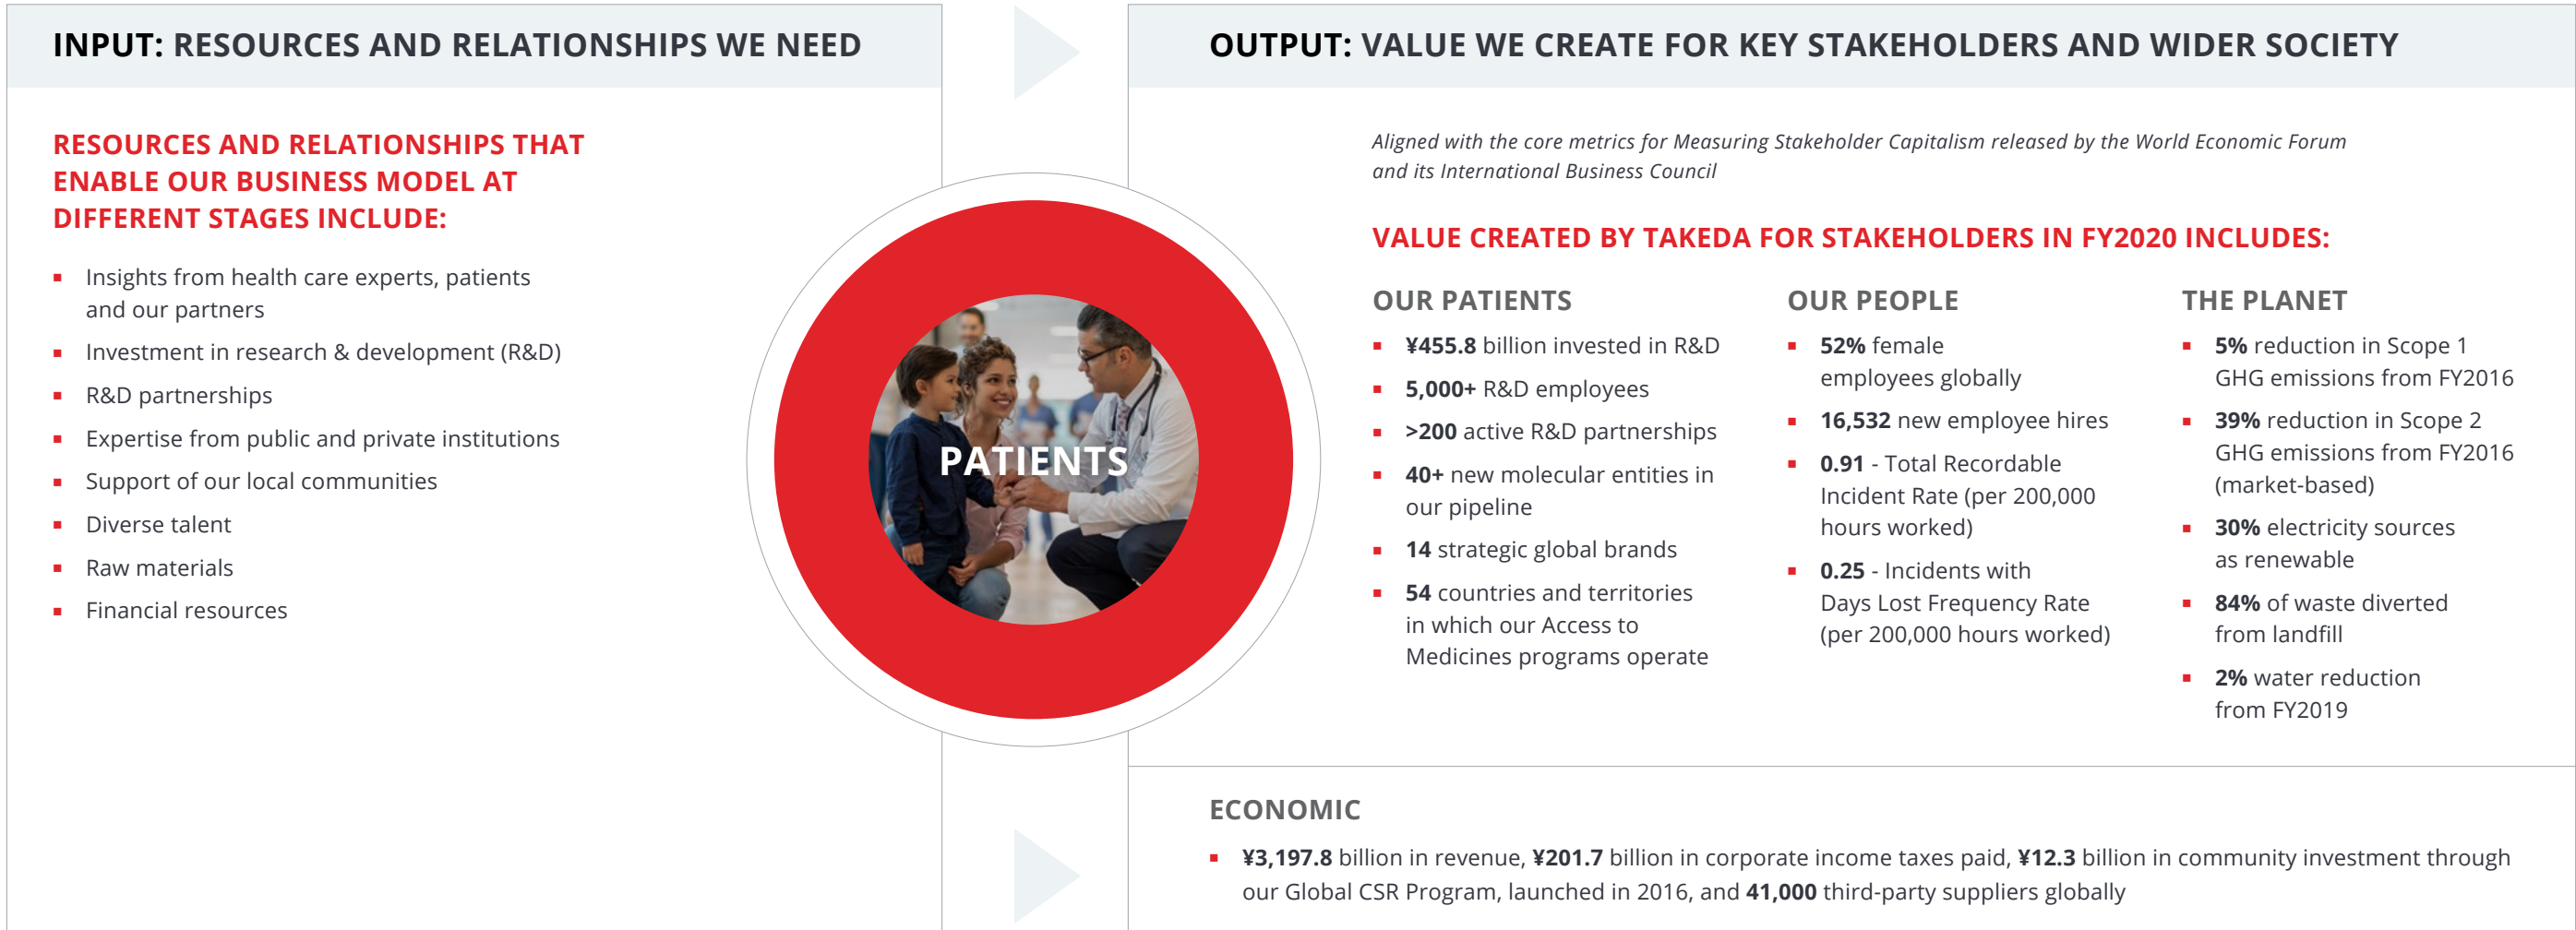 INPUT: RESOURCES AND RELATIONSHIPS WE NEED
RESOURCES AND RELATIONSHIPS THAT
ENABLE OUR BUSINESS MODEL AT
DIFFERENT STAGES INCLUDE:
▪ Insights from health care experts, patients
and our partners
▪ Investment in research & development (R&D)
▪ R&D partnerships
▪ Expertise from public and private institutions
▪ Support of our local communities
▪ Diverse talent
▪ Raw materials
▪ Financial resources
PATIENTS
OUTPUT: VALUE WE CREATE FOR KEY STAKEHOLDERS AND WIDER SOCIETY
Aligned with the core metrics for Measuring Stakeholder Capitalism released by the World Economic Forum
and its International Business Council
VALUE CREATED BY TAKEDA FOR STAKEHOLDERS IN FY2020 INCLUDES:
OUR PATIENTS
▪ ¥455.8 billion invested in R&D
▪ 5,000+ R&D employees
▪ >200 active R&D partnerships
▪ 40+ new molecular entities in
our pipeline
▪ 14 strategic global brands
▪ 54 countries and territories
in which our Access to
Medicines programs operate
OUR PEOPLE
▪ 52% female
employees globally
▪ 16,532 new employee hires
▪ 0.91 - Total Recordable
Incident Rate (per 200,000
hours worked)
▪ 0.25 - Incidents with
Days Lost Frequency Rate
(per 200,000 hours worked)
THE PLANET
▪ 5% reduction in Scope 1
GHG emissions from FY2016
▪ 39% reduction in Scope 2
GHG emissions from FY2016
(market-based)
▪ 30% electricity sources
as renewable
▪ 84% of waste diverted
from landfill
▪ 2% water reduction
from FY2019
ECONOMIC
▪ ¥3,197.8 billion in revenue, ¥201.7 billion in corporate income taxes paid, ¥12.3 billion in community investment through
our Global CSR Program, launched in 2016, and 41,000 third-party suppliers globally